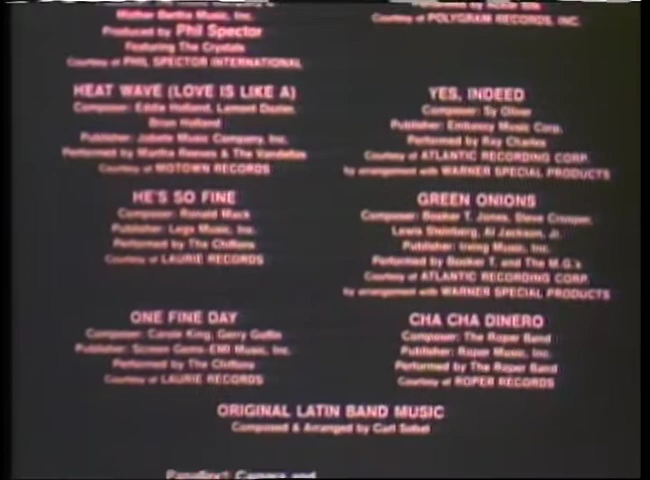 Mother Bertha Music, Inc.
Produced by Phil Spector
Featuring The Crystals
Courtesy of PHIL SPECTOR INTERNATIONAL
Courtesy of POLYGRAM RECORDS, INC.
HEAT WAVE (LOVE IS LIKE A)
Composer: Eddie Holland, Lamont Dozier,
Brian Holland
Publisher: Jobete Music Company, Inc.
Performed by Martha Reeves & The Vandellas
Courtesy of MOTOWN RECORDS
YES, INDEED
Composer: Sy Oliver
Publisher: Embassy Music Corp.
Performed by Ray Charles
Courtesy of ATLANTIC RECORDING CORP.
by arrangement with WARNER SPECIAL PRODUCTS
HE'S SO FINE
Composer: Ronald Mack
Publisher: Music, Inc.
Performed by The Chiffons
Courtesy of LAURIE RECORDS
GREEN ONIONS
Composer: Booker T. Jones, Steve Cropper,
Lewis Steinberg, Al Jackson, Jr.
Publisher: Irving Music, Inc.
Performed by Booker T. and The M.G.'s
Courtesy of ATLANTIC RECORDING CORP.
by arrangement with WARNER SPECIAL PRODUCTS
ONE FINE DAY
Composer: Carole King, Gerry Goffin
Publisher: Screen Gems-EMI Music, Inc.
Performed by The Chiffons
Courtesy of LAURIE RECORDS
CHA CHA DINERO
Composer: The Roper Band
Publisher: Roper Music, Inc.
Performed by The Roper Band
Courtesy of ROPER RECORDS
ORIGINAL LATIN BAND MUSIC
Composed & Arranged by Curt Sobel
Panaflex® Camera and